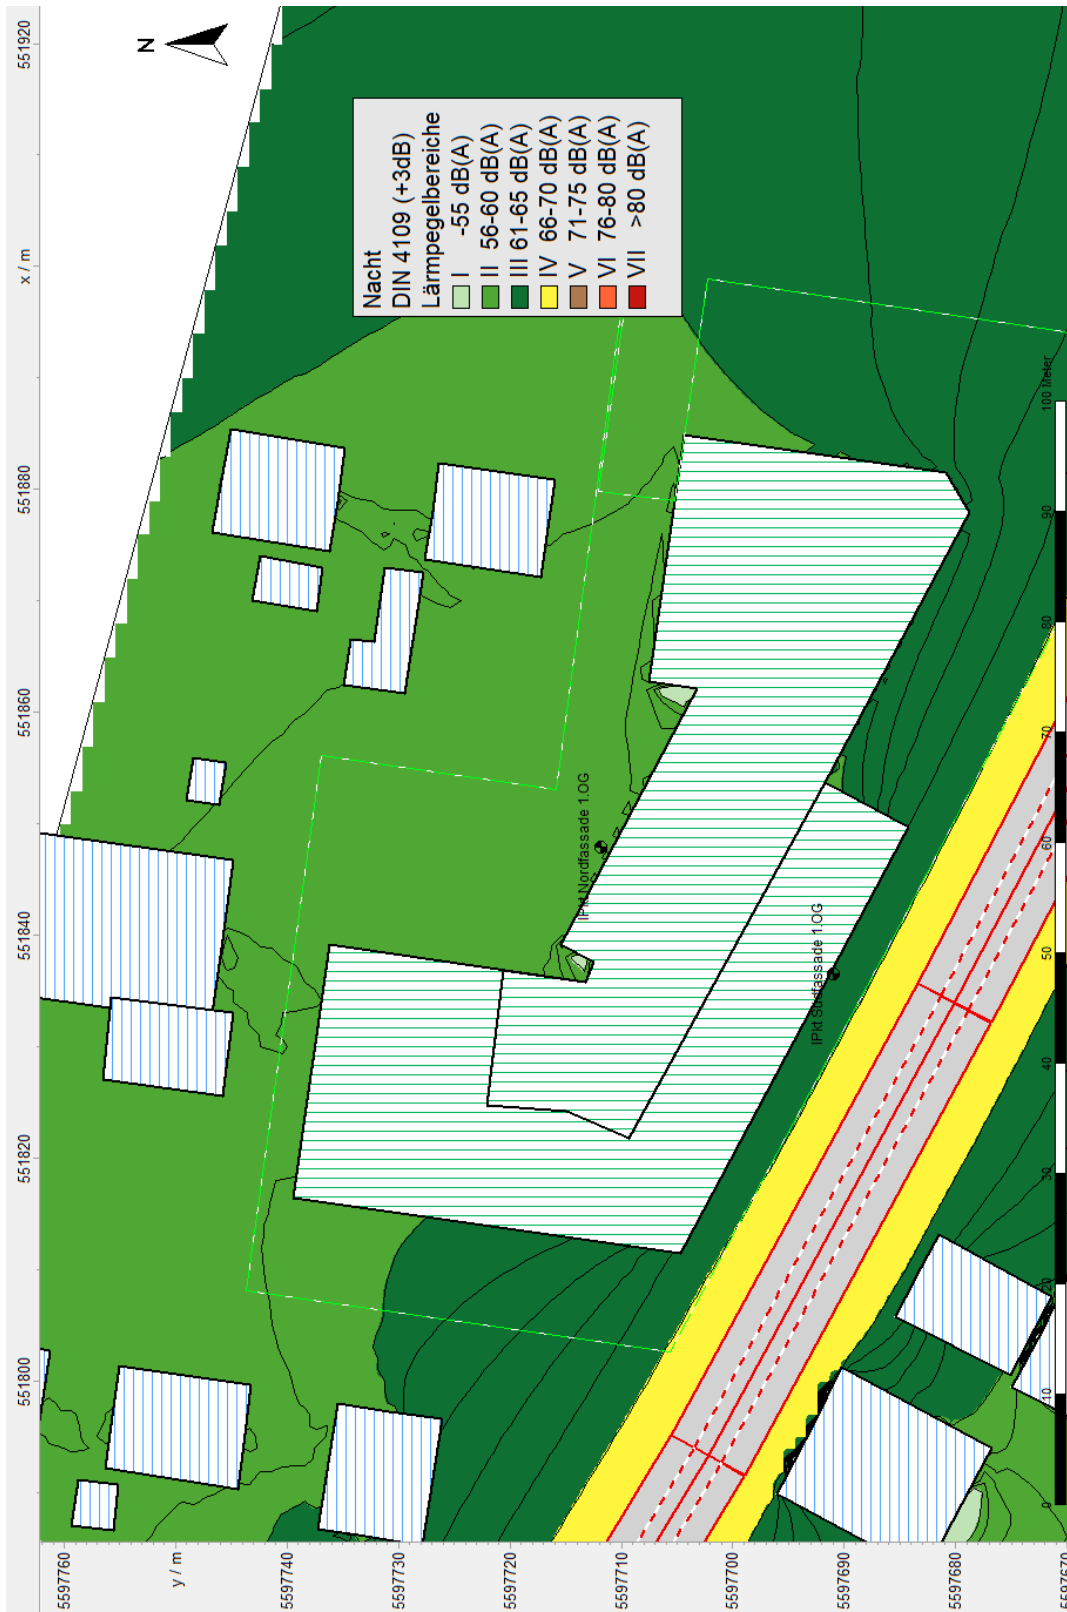 N
Nacht
DIN 4109 (+3dB)
Lärmpegelbereiche
I -55 dB(A)
II 56-60 dB(A)
III 61-65 dB(A)
IV 66-70 dB(A)
V 71-75 dB(A)
VI 76-80 dB(A)
VII >80 dB(A)
IPkt Nordfassade 1.OG
IPkt Südfassade 1.OG
x / m
551800
551820
551840
551860
551880
551920
y / m
5597760
5597740
5597730
5597720
5597710
5597700
5597690
5597680
5597670
0
10
20
30
40
50
60
70
80
90
100 Meter